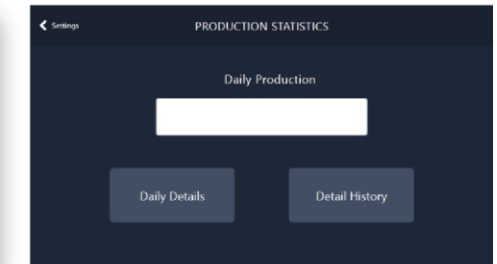 Settings
PRODUCTION STATISTICS
Daily Production
Daily Details
Detail History